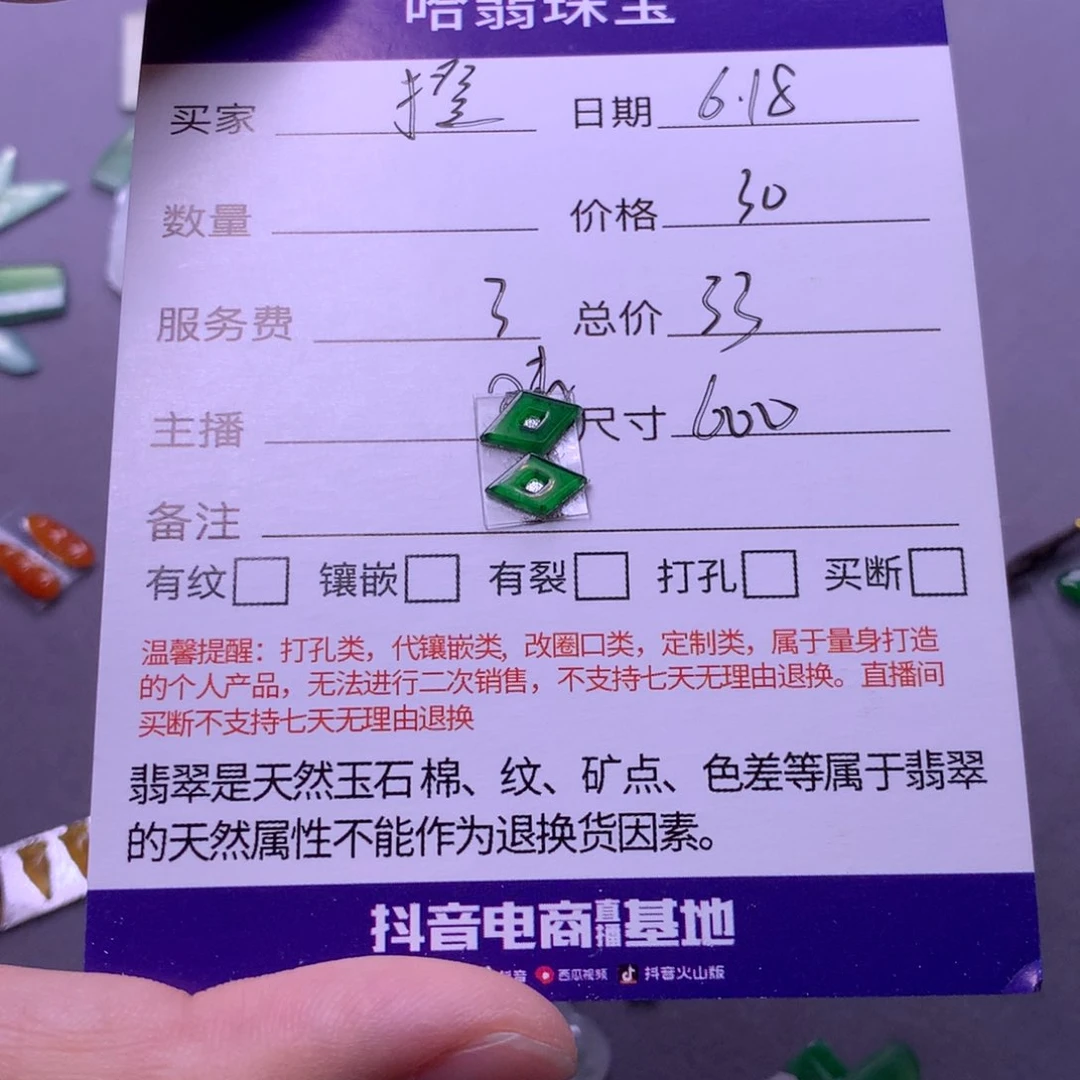 哈翡珠宝
买家 橙 日期 6.18
数量 价格 30
服务费 3 总价 33
主播 尺寸 600
备注
有纹 镶嵌 有裂 打孔 买断
温馨提醒：打孔类，代镶嵌类，改圈口类，定制类，属于量身打造
的个人产品，无法进行二次销售，不支持七天无理由退换。直播间
买断不支持七天无理由退换
翡翠是天然玉石棉、纹、矿点、色差等属于翡翠
的天然属性不能作为退换货因素。
抖音电商直播基地
抖音 西瓜视频 抖音火山版